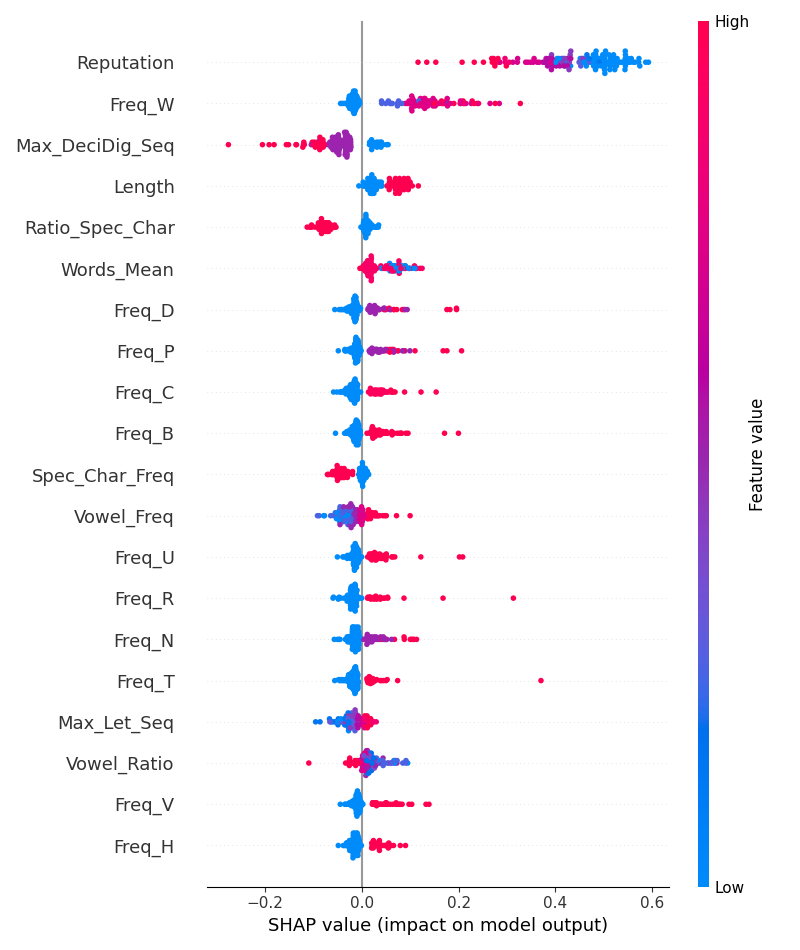 High
Reputation
Freq_W
Max_DeciDig_Seq
Length
Ratio_Spec_Char
Words_Mean
Freq_D
Freq_P
Freq_C
Freq_B
Spec_Char_Freq
Vowel_Freq
Freq_U
Freq_R
Freq_N
Freq_T
Max_Let_Seq
Vowel_Ratio
Freq_V
Freq_H
Feature value
Low
−0.2 0.0 0.2 0.4 0.6
SHAP value (impact on model output)